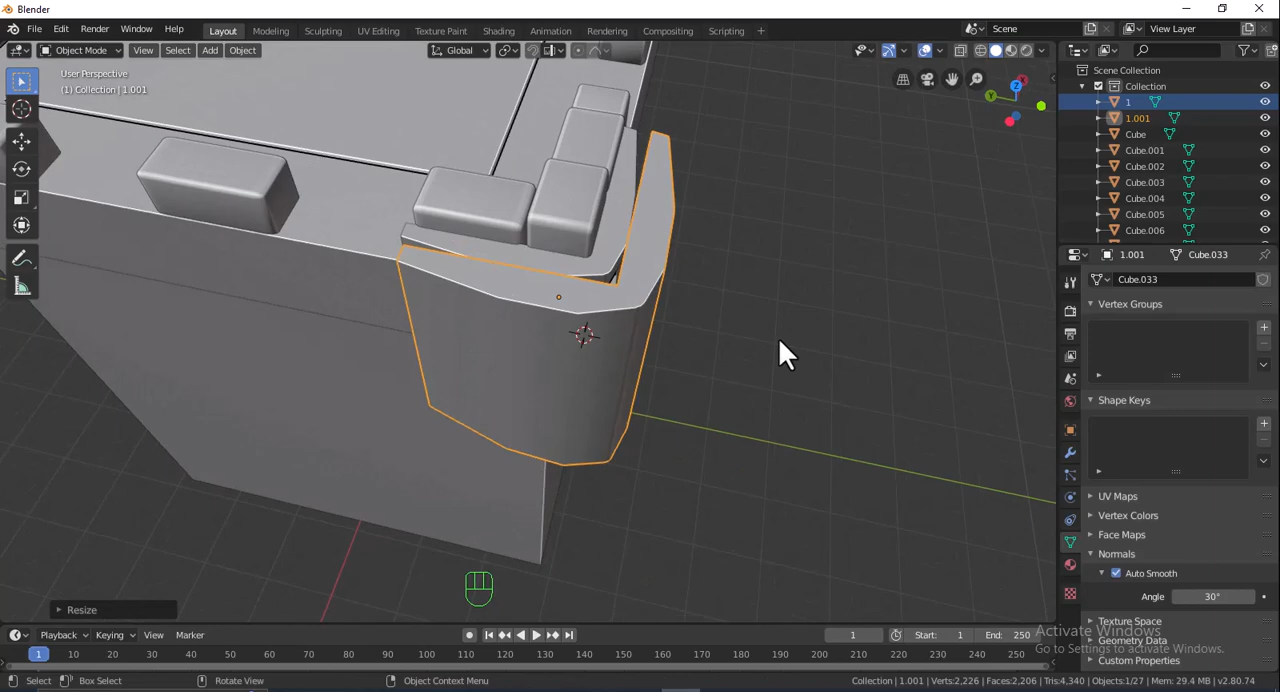 Blender
File Edit Render Window Help
Layout Modeling Sculpting UV Editing Texture Paint Shading Animation Rendering Compositing Scripting +
Scene
View Layer
Object Mode View Select Add Object
Global
User Perspective
(1) Collection | 1.001
Y
X
Z
Scene Collection
Collection
1
1.001
Cube
Cube.001
Cube.002
Cube.003
Cube.004
Cube.005
Cube.006
1.001 Cube.033
Cube.033
Vertex Groups
Shape Keys
UV Maps
Vertex Colors
Face Maps
Normals
Auto Smooth
Angle 30°
Texture Space
Geometry Data
Custom Properties
Activate Windows
Go to Settings to activate Windows.
Resize
Playback Keying View Marker
1 Start: 1 End: 250
1 10 20 30 40 50 60 70 80 90 100 110 120 130 140 150 160 170 180 190 200 210 220 230 240 250
Select Box Select Rotate View Object Context Menu
Collection | 1.001 | Verts:2,226 | Faces:2,206 | Tris:4,340 | Objects:1/27 | Mem: 29.4 MB | v2.80.74